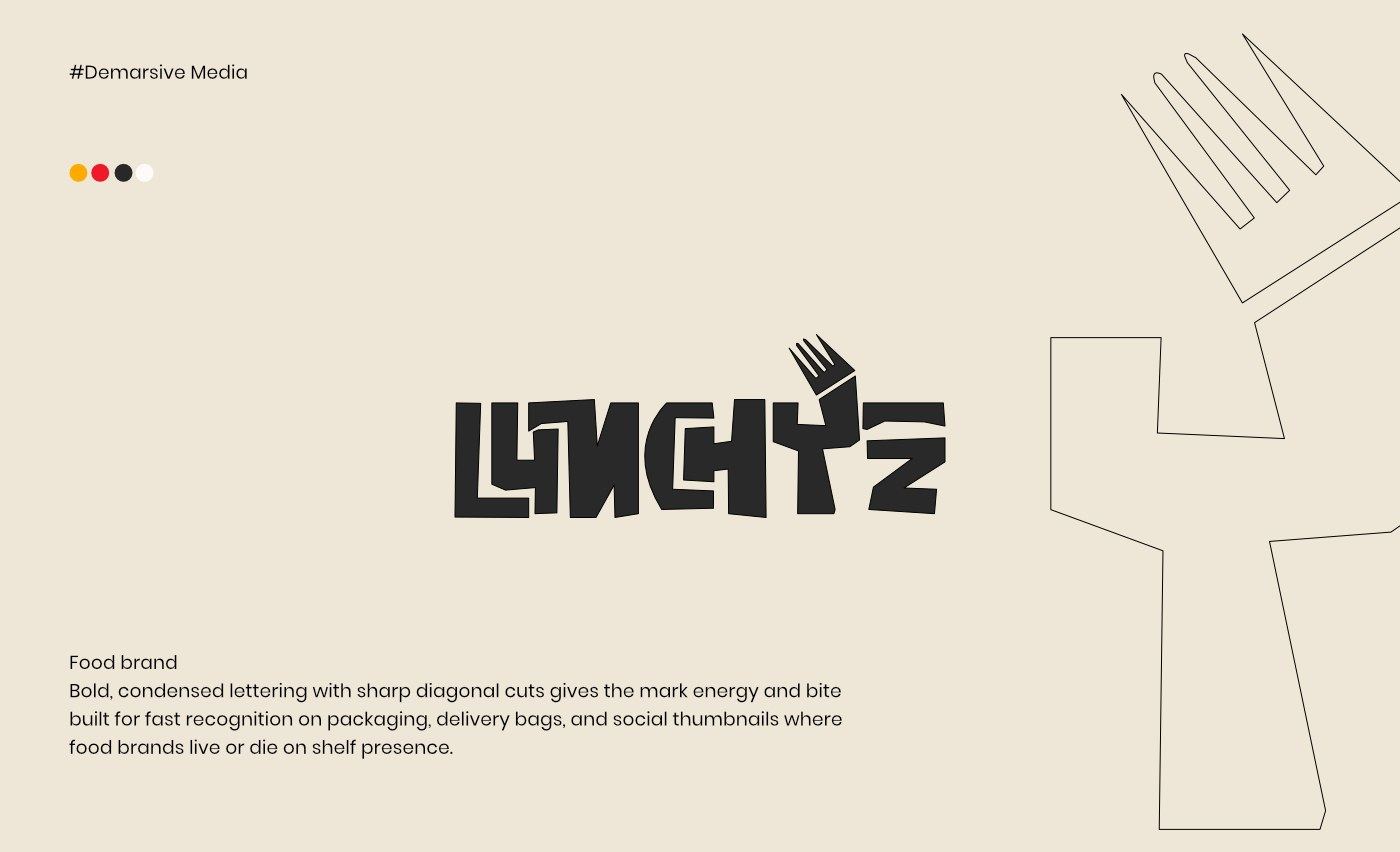 #Demarsive Media
LUNCHYZ
Food brand
Bold, condensed lettering with sharp diagonal cuts gives the mark energy and bite
built for fast recognition on packaging, delivery bags, and social thumbnails where
food brands live or die on shelf presence.